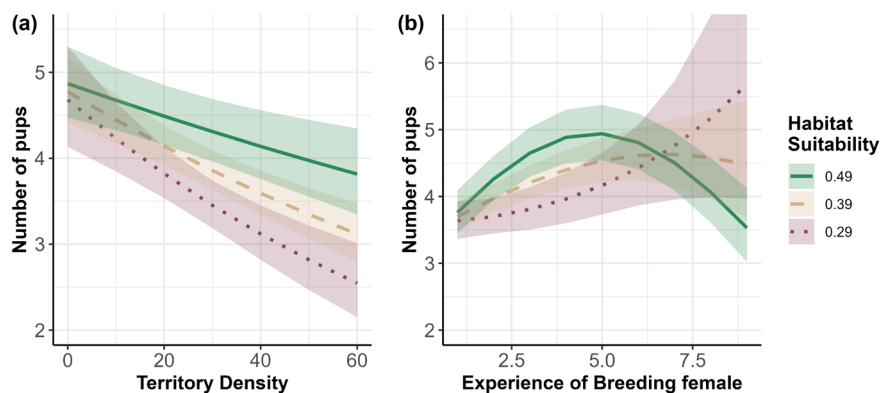 (a)
Number of pups
5
4
3
2
0
20
40
60
Territory Density
(b)
Number of pups
6
5
4
3
2
2.5
5.0
7.5
Experience of Breeding female
Habitat
Suitability
0.49
0.39
0.29